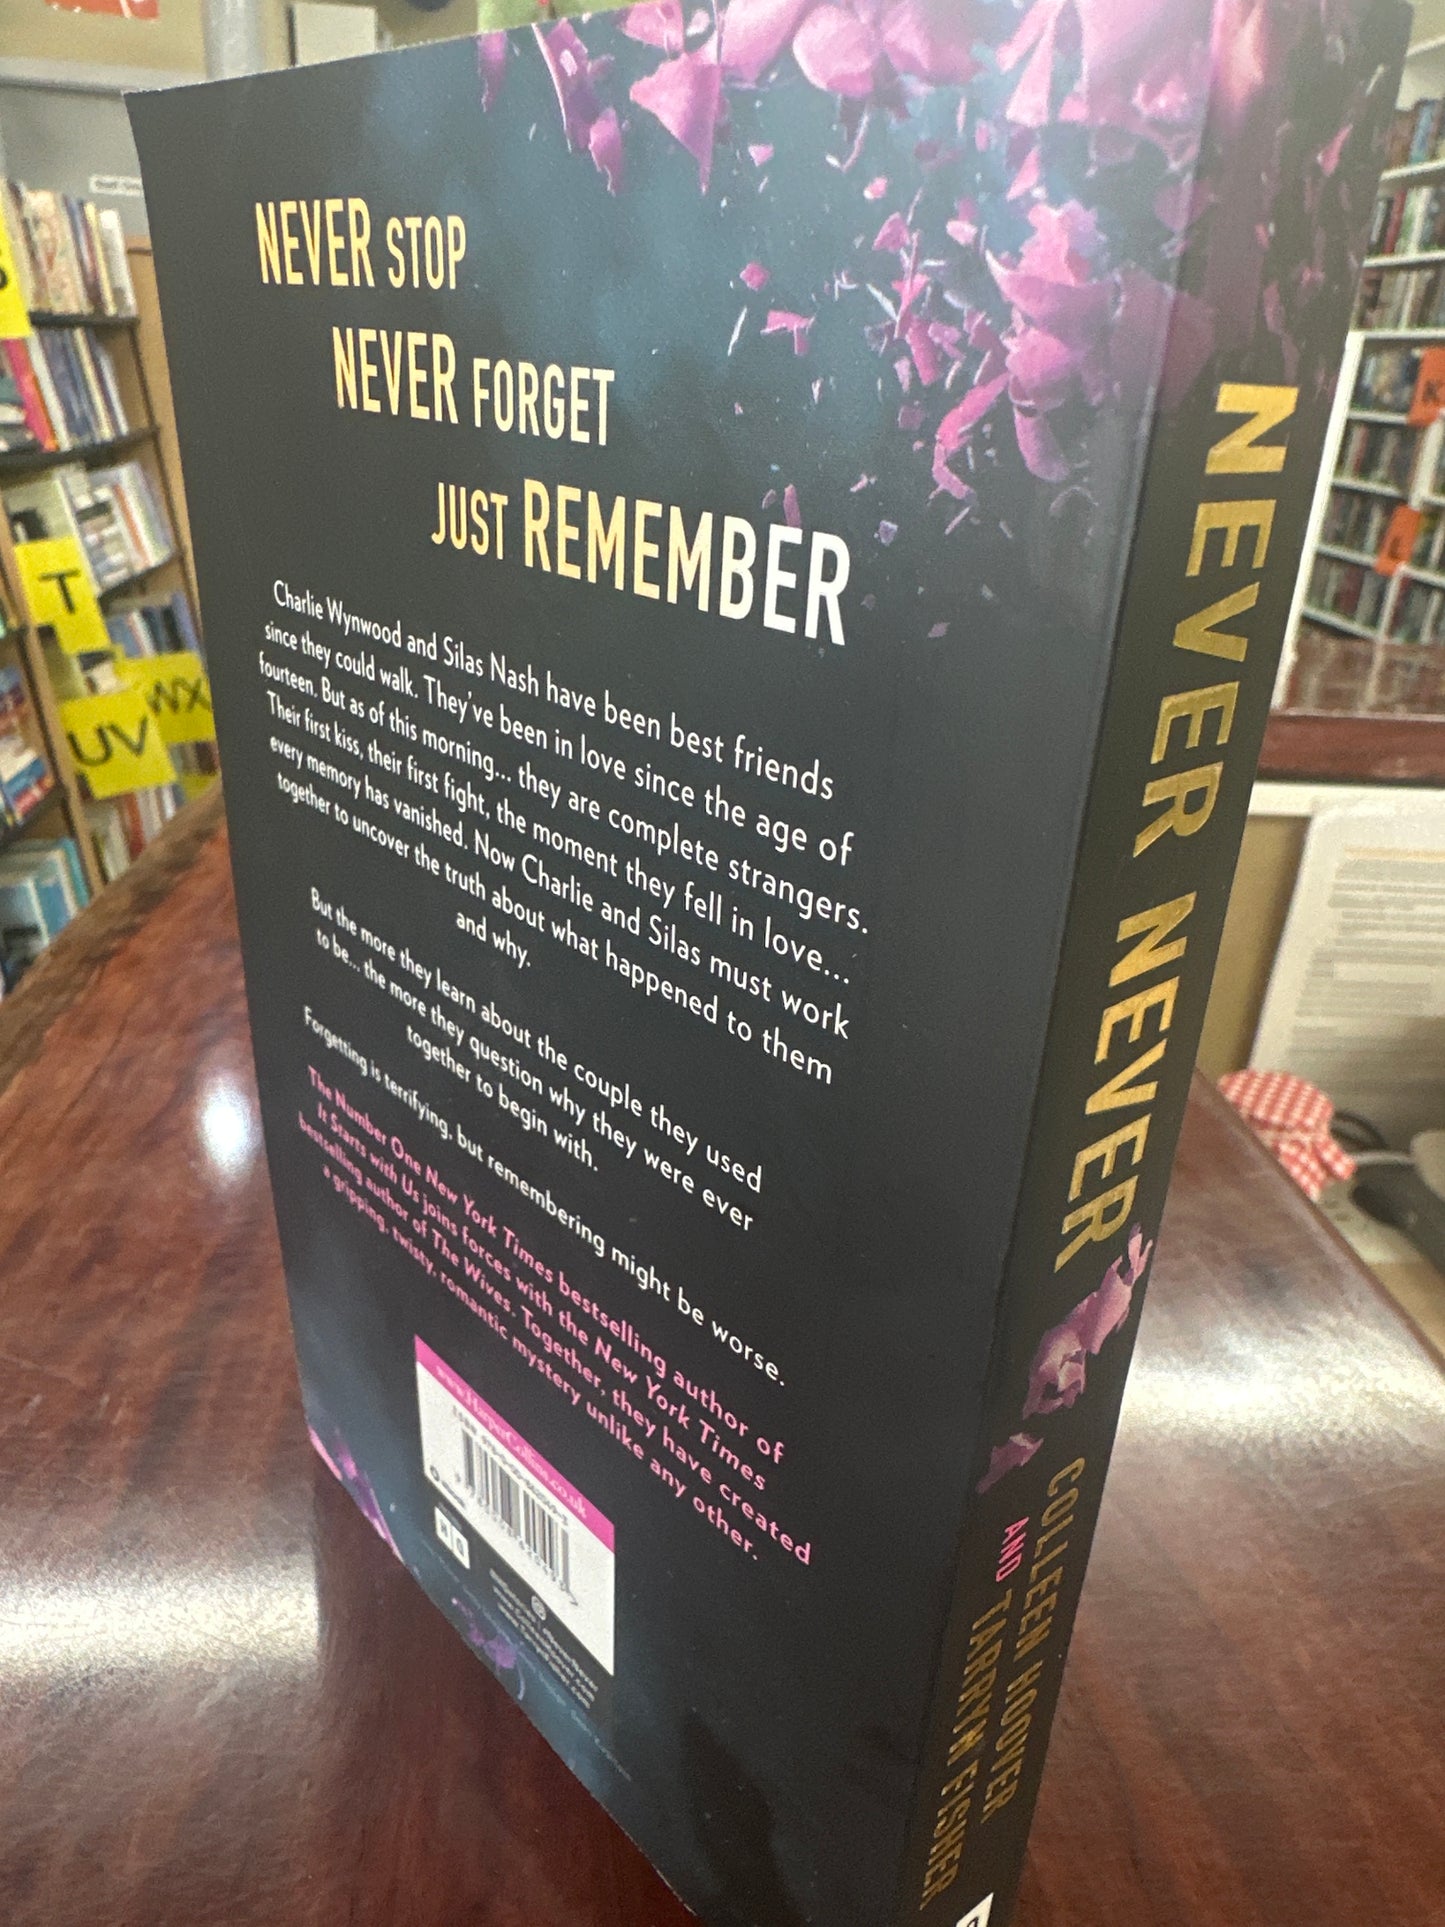 NEVER STOP
NEVER FORGET
JUST REMEMBER
Charlie Wynwood and Silas Nash have been best friends
since they could walk. They've been in love since the age of
fourteen. But as of this morning... they are complete strangers.
Their first kiss, their first fight, the moment they fell in love...
every memory has vanished. Now Charlie and Silas must work
together to uncover the truth about what happened to them
and why.
But the more they learn about the couple they used
to be... the more they question why they were ever
together to begin with.
Forgetting is terrifying, but remembering might be worse.
The Number One New York Times bestselling author of
It Starts with Us joins forces with the New York Times
bestselling author of The Wives. Together, they have created
a gripping, twisty, romantic mystery unlike any other.
www.HarperCollins.co.uk
HQ
NEVER NEVER
COLLEEN HOOVER
AND TARRYN FISHER
T
UV
WX
K
L